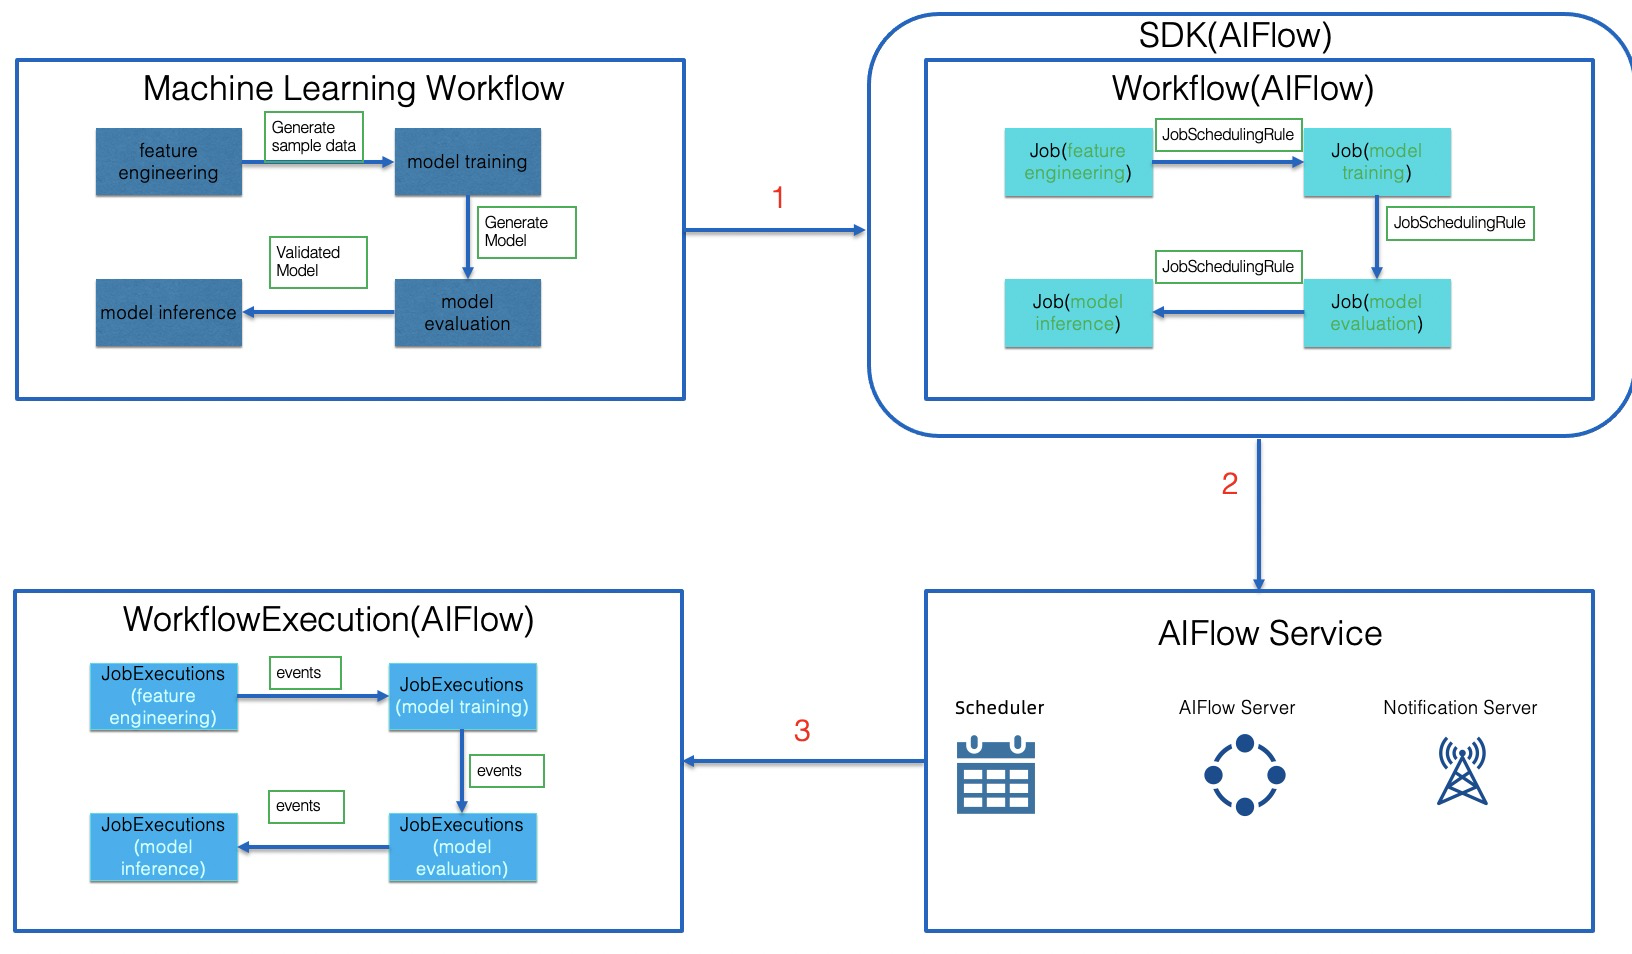 Machine Learning Workflow
feature
engineering
Generate
sample data
model training
Generate
Model
Validated
Model
model inference
model
evaluation
1
SDK(AIFlow)
Workflow(AIFlow)
Job(feature
engineering)
JobSchedulingRule
Job(model
training)
JobSchedulingRule
JobSchedulingRule
Job(model
inference)
Job(model
evaluation)
2
AIFlow Service
Scheduler
AIFlow Server
Notification Server
3
WorkflowExecution(AIFlow)
JobExecutions
(feature
engineering)
events
JobExecutions
(model training)
events
events
JobExecutions
(model
inference)
JobExecutions
(model
evaluation)